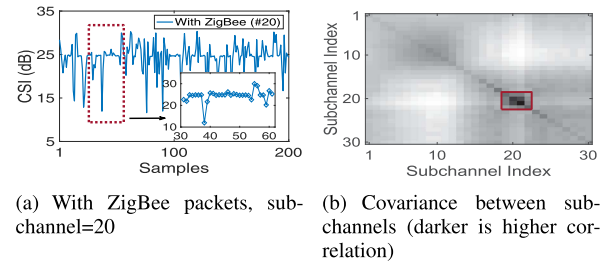 35
25
15
5
CSI (dB)
With ZigBee (#20)
30
20
10
30 40 50 60
1 100 200
Samples
1
10
20
30
Subchannel Index
1 10 20 30
Subchannel Index
(a) With ZigBee packets, sub-
channel=20
(b) Covariance between sub-
channels (darker is higher cor-
relation)